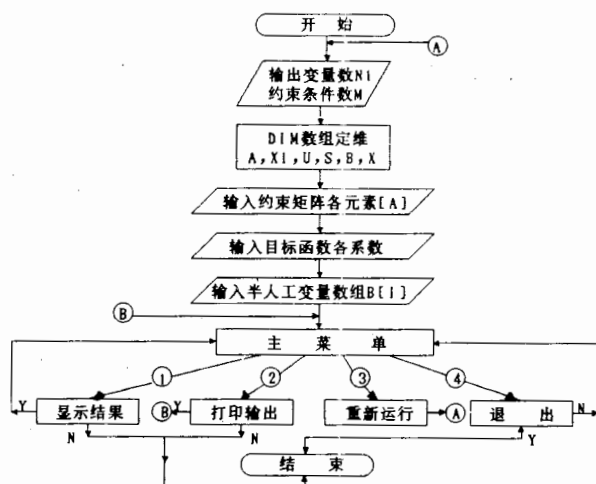 开 始
A
输出变量数N1
约束条件数M
DIM数组定维
A,X1,U,S,B,X
输入约束矩阵各元素[A]
输入目标函数各系数
输入半人工变量数组B[1]
B
主 菜 单
1
2
3
4
Y
显示结果
B
Y
打印输出
重新运行
A
退 出
N
N
N
Y
结 束